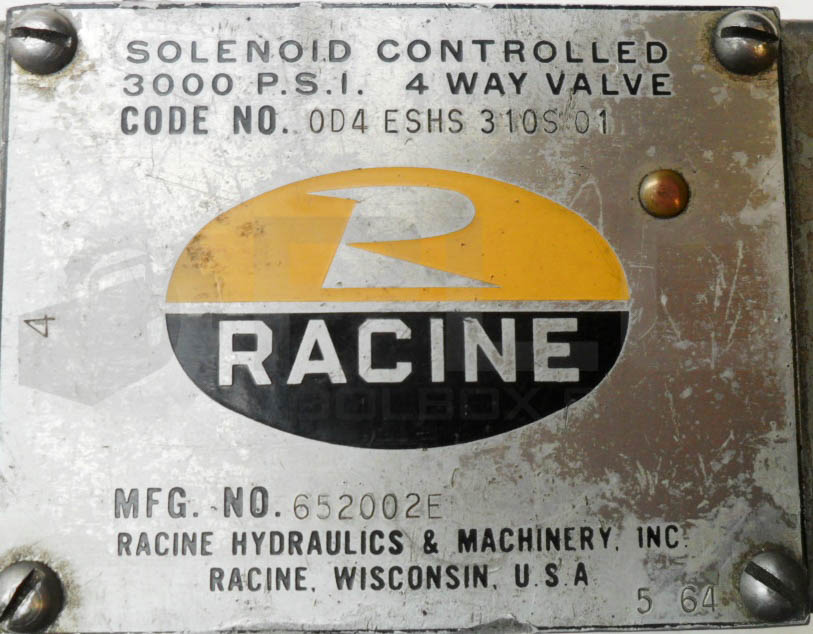 SOLENOID CONTROLLED
3000 P.S.I. 4 WAY VALVE
CODE NO. 0D4 ESHS 310S 01
R
4
RACINE
MFG. NO. 652002E
RACINE HYDRAULICS & MACHINERY, INC.
RACINE, WISCONSIN, U.S.A
5 64